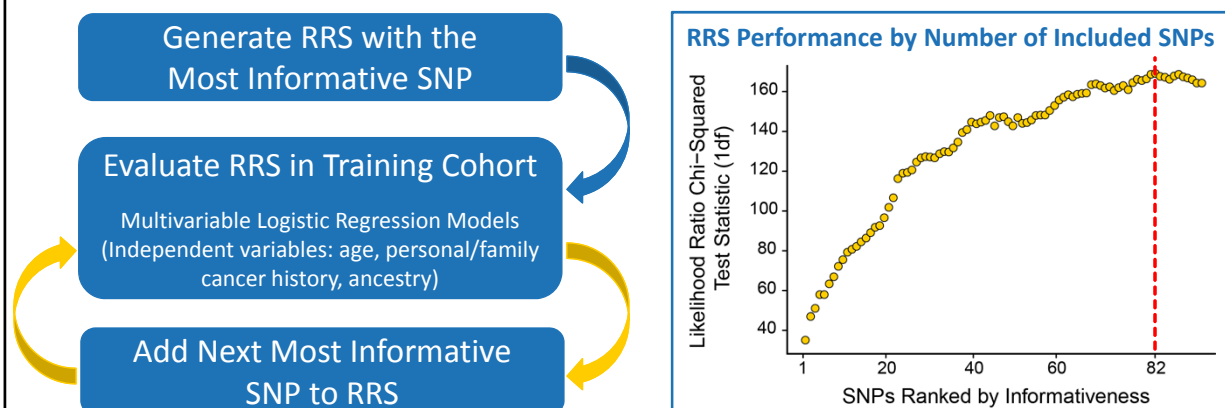 Generate RRS with the
Most Informative SNP
Evaluate RRS in Training Cohort
Multivariable Logistic Regression Models
(Independent variables: age, personal/family
cancer history, ancestry)
Add Next Most Informative
SNP to RRS
RRS Performance by Number of Included SNPs
Likelihood Ratio Chi−Squared
Test Statistic (1df)
160
140
120
100
80
60
40
1
20
40
60
82
SNPs Ranked by Informativeness